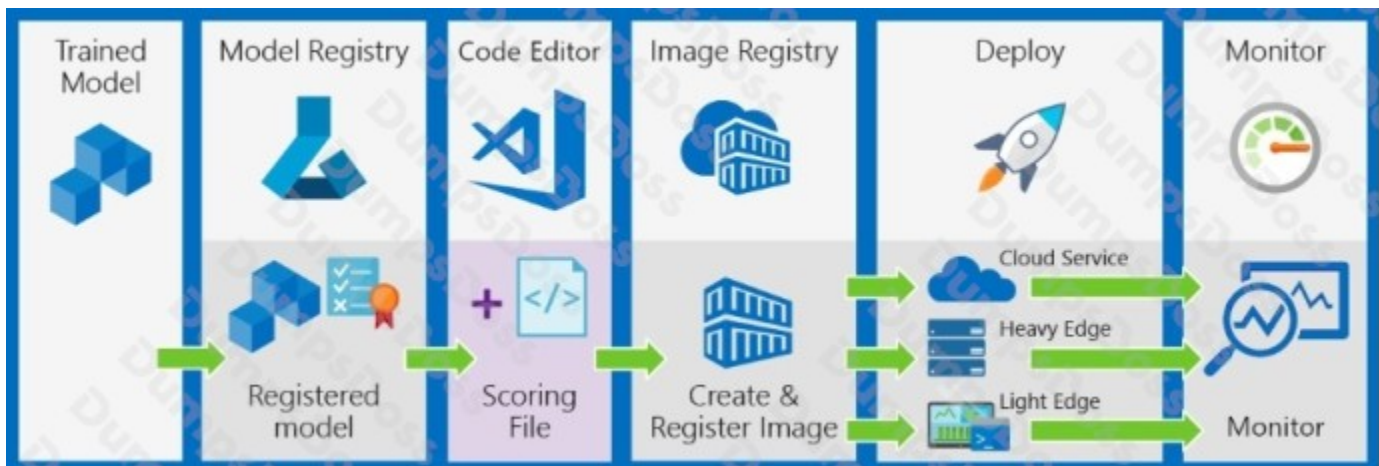 Trained
Model
Model Registry
Code Editor
Image Registry
Deploy
Monitor
</>
Registered
model
+
Scoring
File
Create &
Register Image
Cloud Service
Heavy Edge
Light Edge
>_
Monitor
DumpsDoss